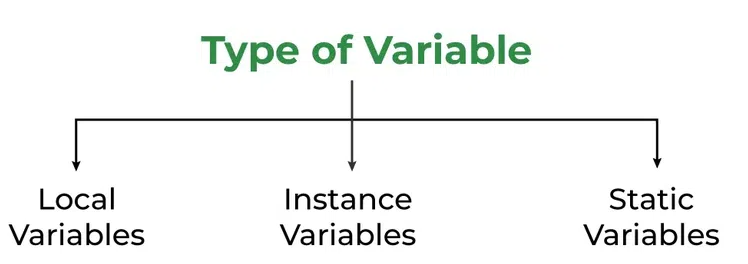 Type of Variable
Local
Variables
Instance
Variables
Static
Variables